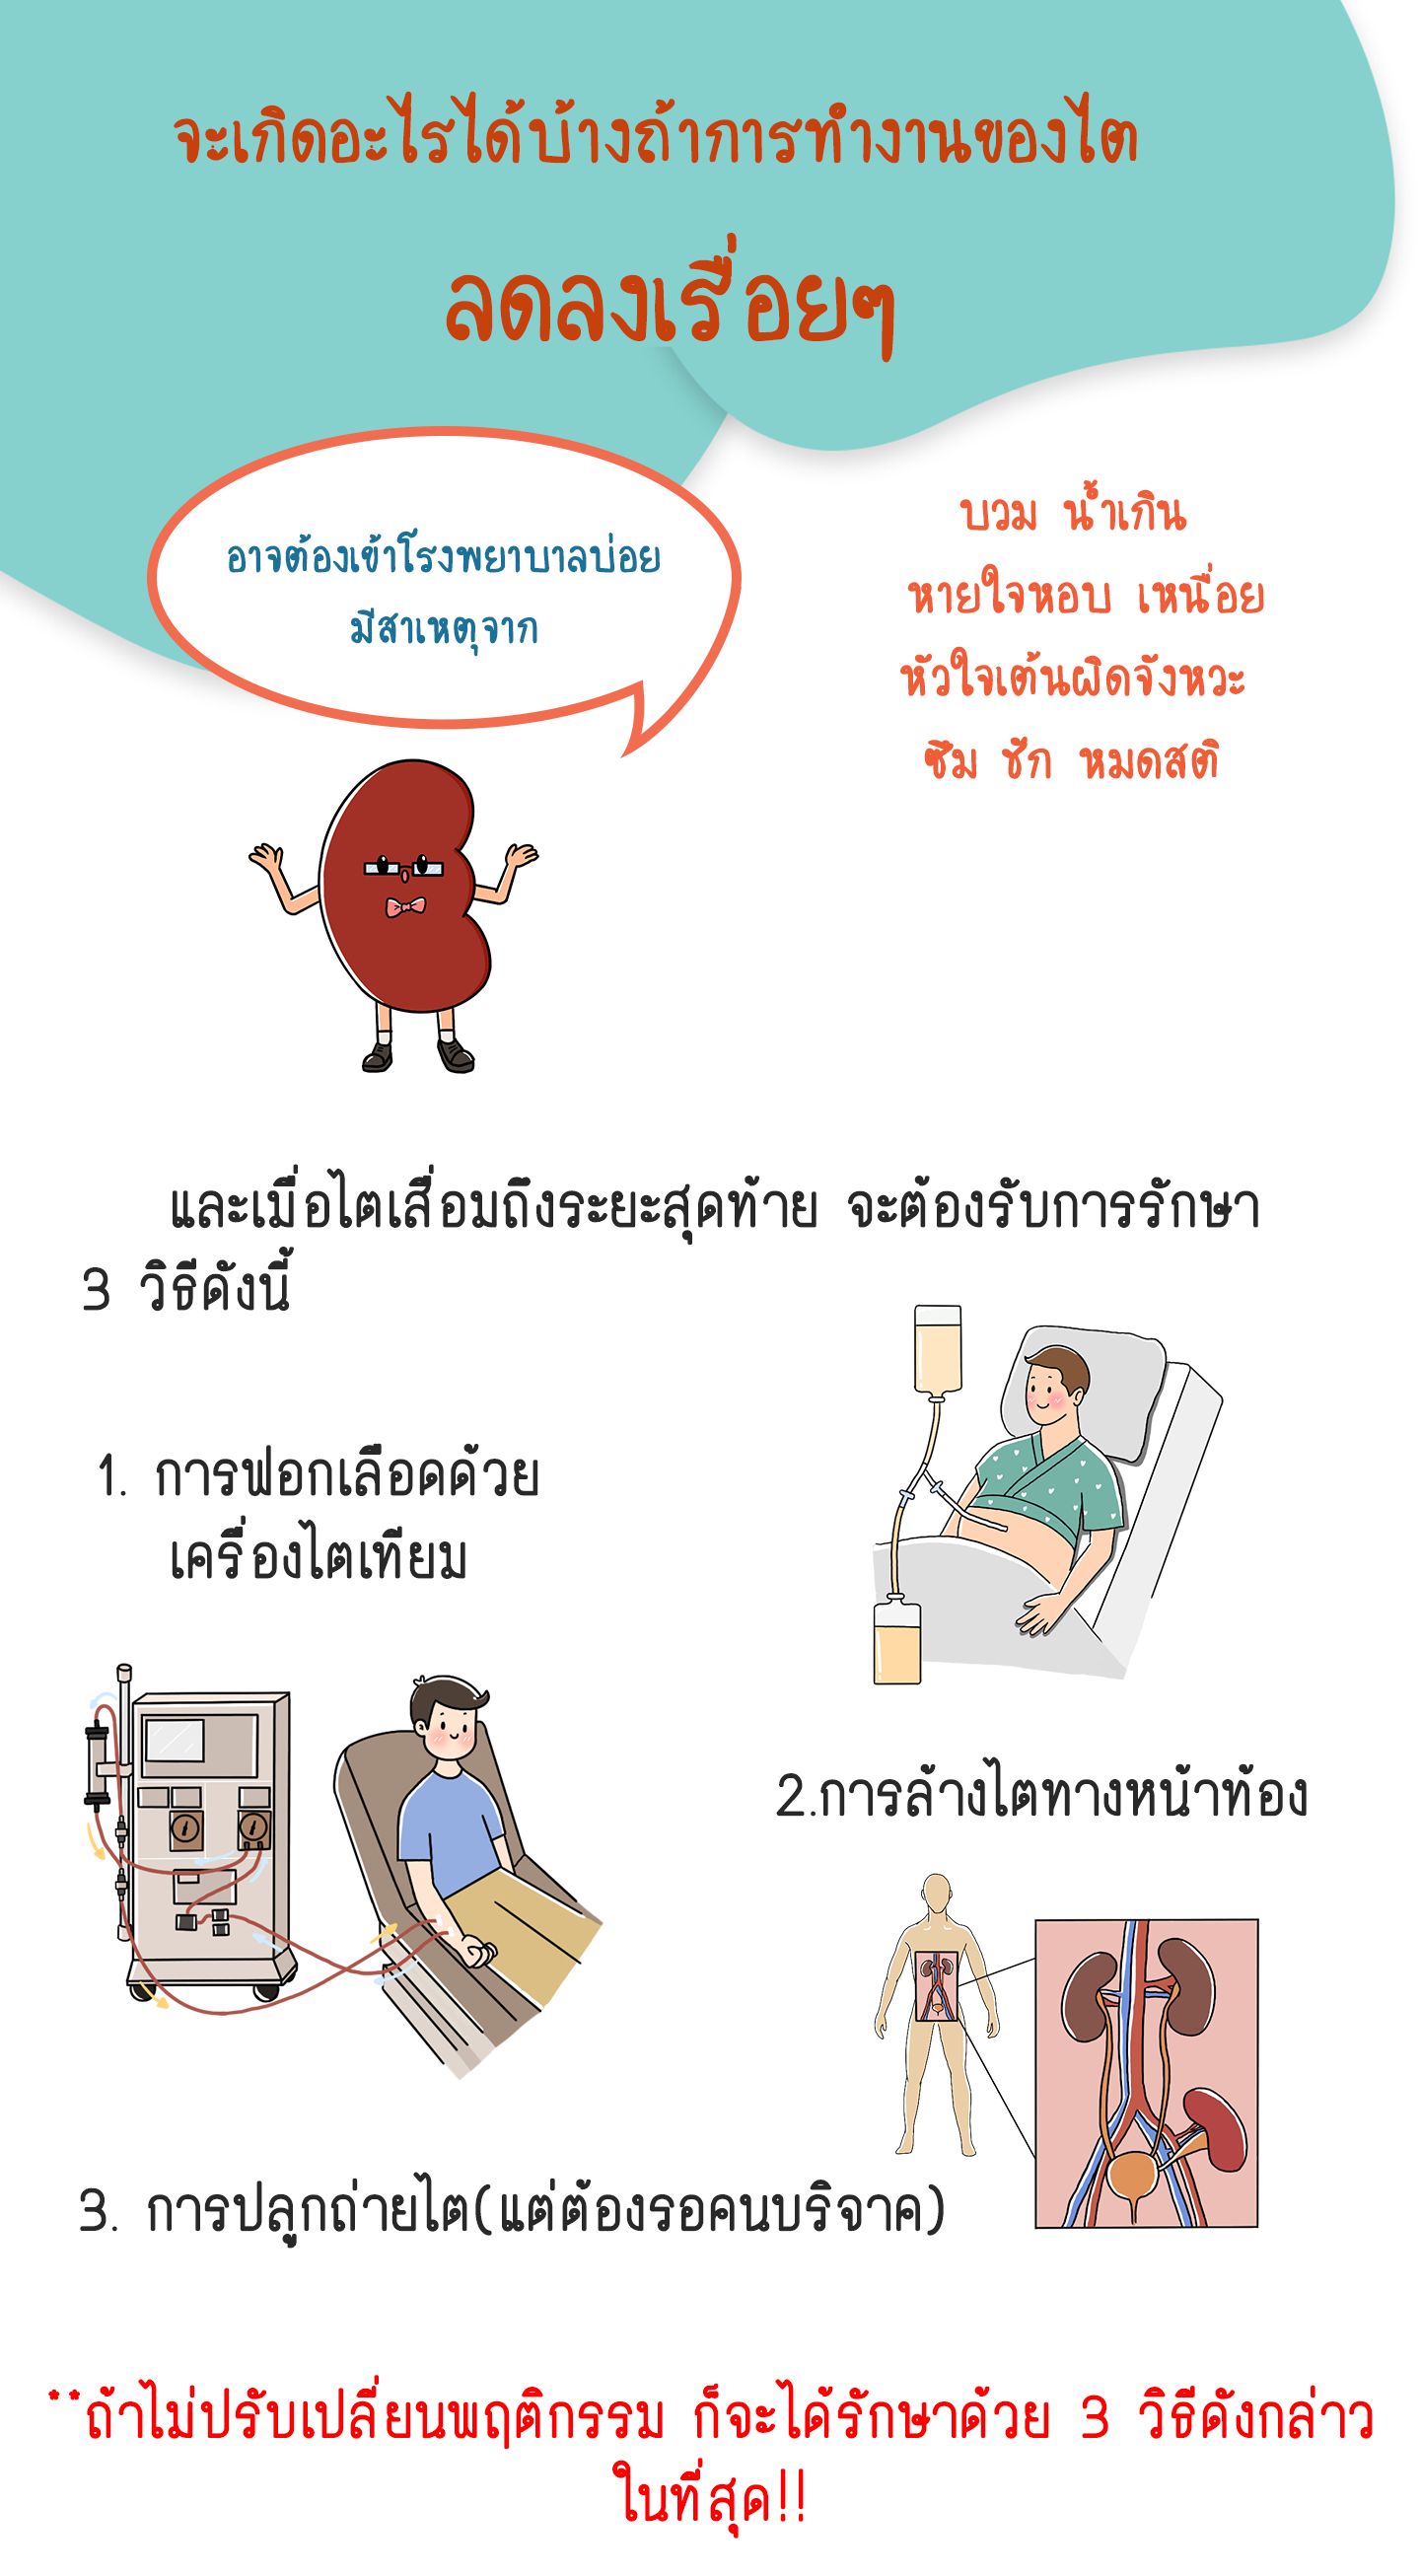 จะเกิดอะไรได้บ้างถ้าการทำงานของไต
ลดลงเรื่อยๆ
อาจต้องเข้าโรงพยาบาลบ่อย
มีสาเหตุจาก
บวม น้ำเกิน
หายใจหอบ เหนื่อย
หัวใจเต้นผิดจังหวะ
ซึม ชัก หมดสติ
และเมื่อไตเสื่อมถึงระยะสุดท้าย จะต้องรับการรักษา
3 วิธีดังนี้
1. การฟอกเลือดด้วย
เครื่องไตเทียม
2.การล้างไตทางหน้าท้อง
3. การปลูกถ่ายไต(แต่ต้องรอคนบริจาค)
**ถ้าไม่ปรับเปลี่ยนพฤติกรรม ก็จะได้รักษาด้วย 3 วิธีดังกล่าว
ในที่สุด!!